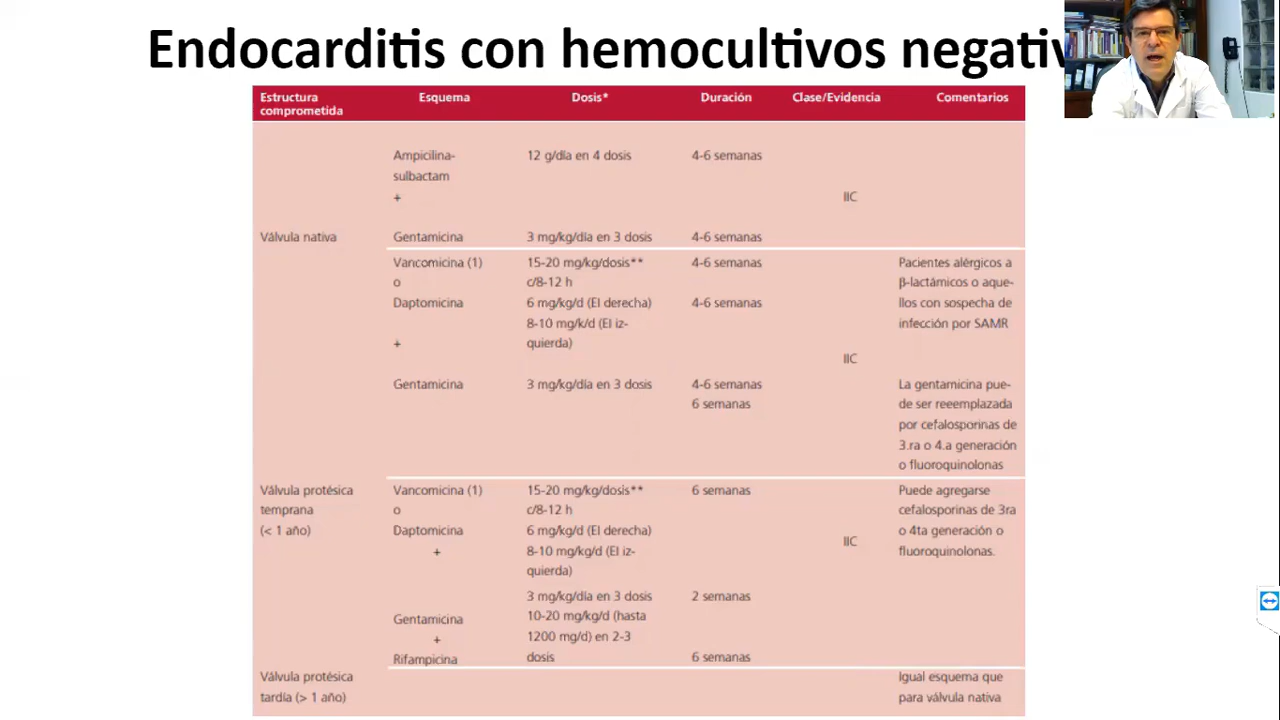 Endocarditis con hemocultivos negativ
Estructura comprometida
Esquema
Dosis*
Duración
Clase/Evidencia
Comentarios
Válvula nativa
Ampicilina-
sulbactam
+
Gentamicina
12 g/día en 4 dosis
3 mg/kg/día en 3 dosis
4-6 semanas
4-6 semanas
IIC
Vancomicina (1)
o
Daptomicina
+
Gentamicina
15-20 mg/kg/dosis**
c/8-12 h
6 mg/kg/d (EI derecha)
8-10 mg/k/d (EI iz-
quierda)
3 mg/kg/día en 3 dosis
4-6 semanas
4-6 semanas
4-6 semanas
6 semanas
IIC
Pacientes alérgicos a
β-lactámicos o aque-
llos con sospecha de
infección por SAMR
La gentamicina pue-
de ser reeemplazada
por cefalosporinas de
3.ra o 4.a generación
o fluoroquinolonas
Válvula protésica
temprana
(< 1 año)
Vancomicina (1)
o
Daptomicina
+
Gentamicina
+
Rifampicina
15-20 mg/kg/dosis**
c/8-12 h
6 mg/kg/d (EI derecha)
8-10 mg/kg/d (EI iz-
quierda)
3 mg/kg/día en 3 dosis
10-20 mg/kg/d (hasta
1200 mg/d) en 2-3
dosis
6 semanas
2 semanas
6 semanas
IIC
Puede agregarse
cefalosporinas de 3ra
o 4ta generación o
fluoroquinolonas.
Válvula protésica
tardía (> 1 año)
Igual esquema que
para válvula nativa